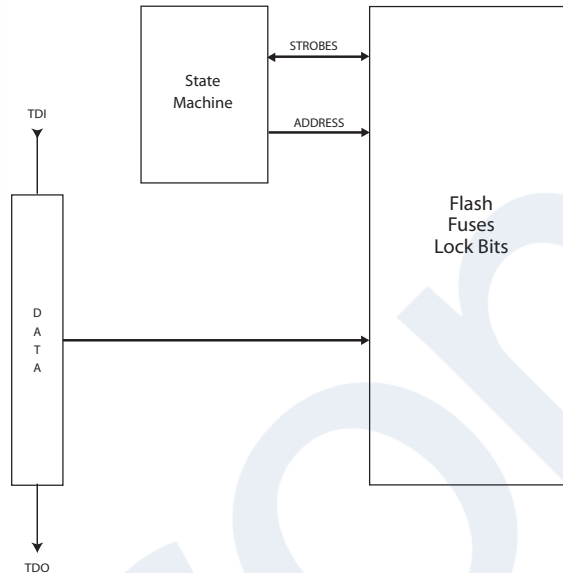 STROBES
State
Machine
ADDRESS
TDI
Flash
Fuses
Lock Bits
D
A
T
A
TDO